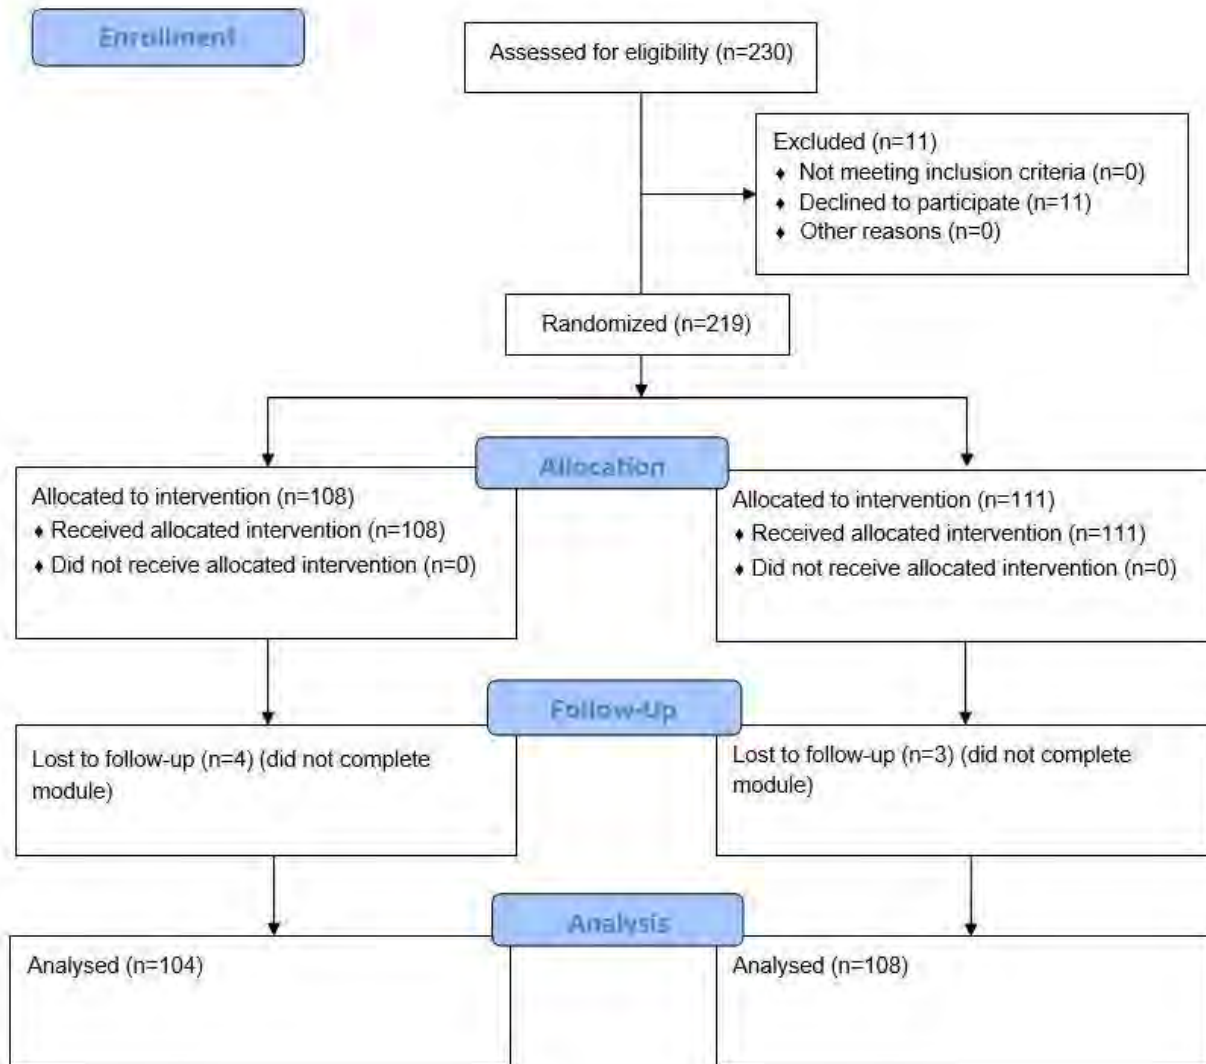 Enrollment
Assessed for eligibility (n=230)
Excluded (n=11)
♦ Not meeting inclusion criteria (n=0)
♦ Declined to participate (n=11)
♦ Other reasons (n=0)
Randomized (n=219)
Allocation
Allocated to intervention (n=108)
♦ Received allocated intervention (n=108)
♦ Did not receive allocated intervention (n=0)
Allocated to intervention (n=111)
♦ Received allocated intervention (n=111)
♦ Did not receive allocated intervention (n=0)
Follow-Up
Lost to follow-up (n=4) (did not complete
module)
Lost to follow-up (n=3) (did not complete
module)
Analysis
Analysed (n=104)
Analysed (n=108)